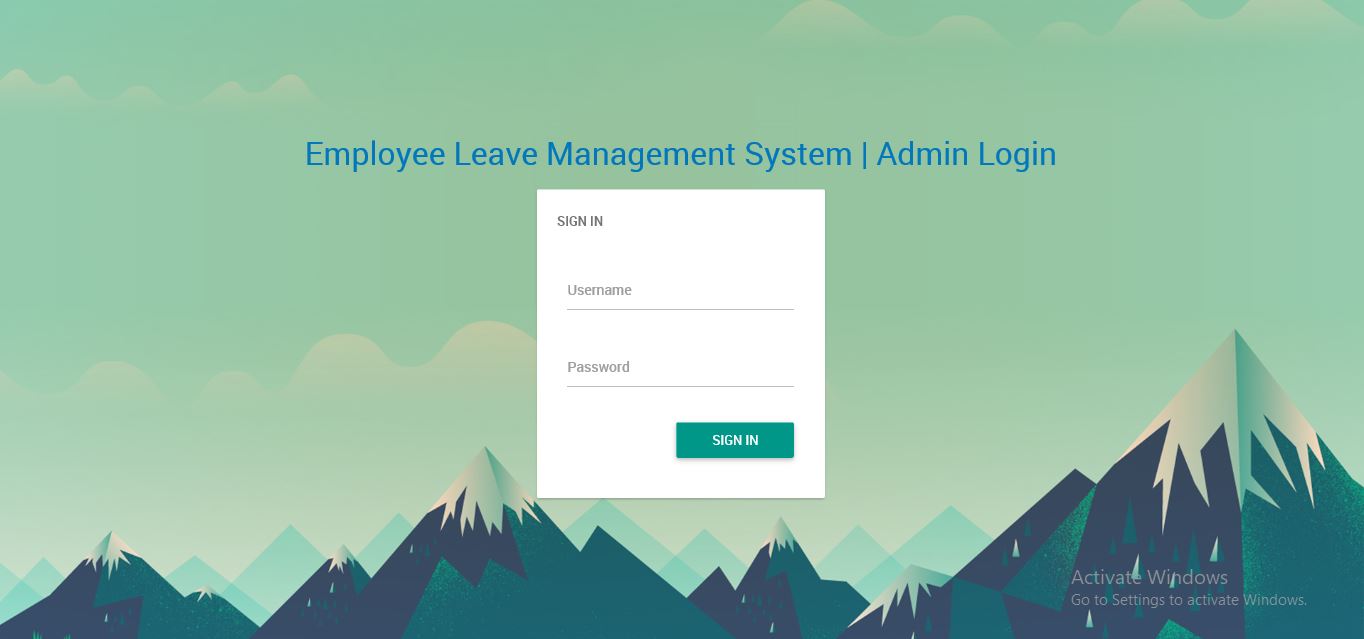 Employee Leave Management System | Admin Login
SIGN IN
Username
Password
SIGN IN
Activate Windows
Go to Settings to activate Windows.